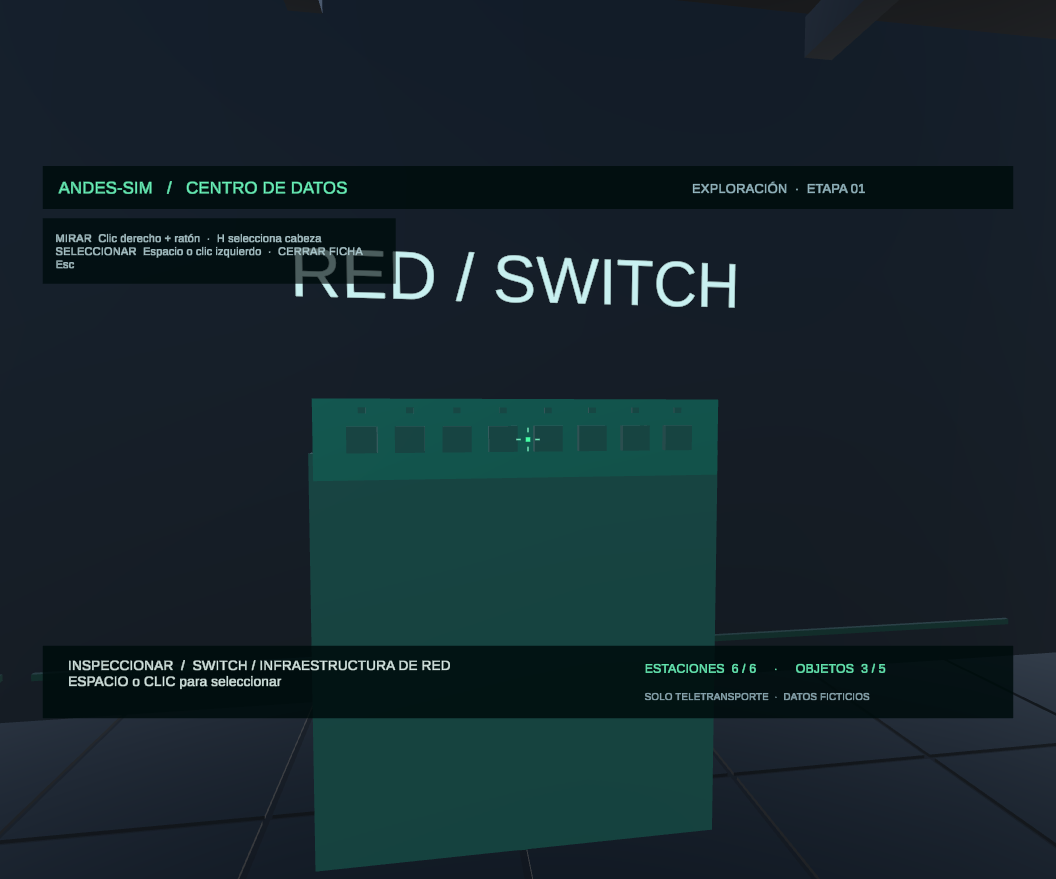 ANDES-SIM / CENTRO DE DATOS
EXPLORACIÓN · ETAPA 01
MIRAR Clic derecho + ratón · H selecciona cabeza
SELECCIONAR Espacio o clic izquierdo · CERRAR FICHA
Esc
RED / SWITCH
INSPECCIONAR / SWITCH / INFRAESTRUCTURA DE RED
ESPACIO o CLIC para seleccionar
ESTACIONES 6 / 6 · OBJETOS 3 / 5
SOLO TELETRANSPORTE · DATOS FICTICIOS